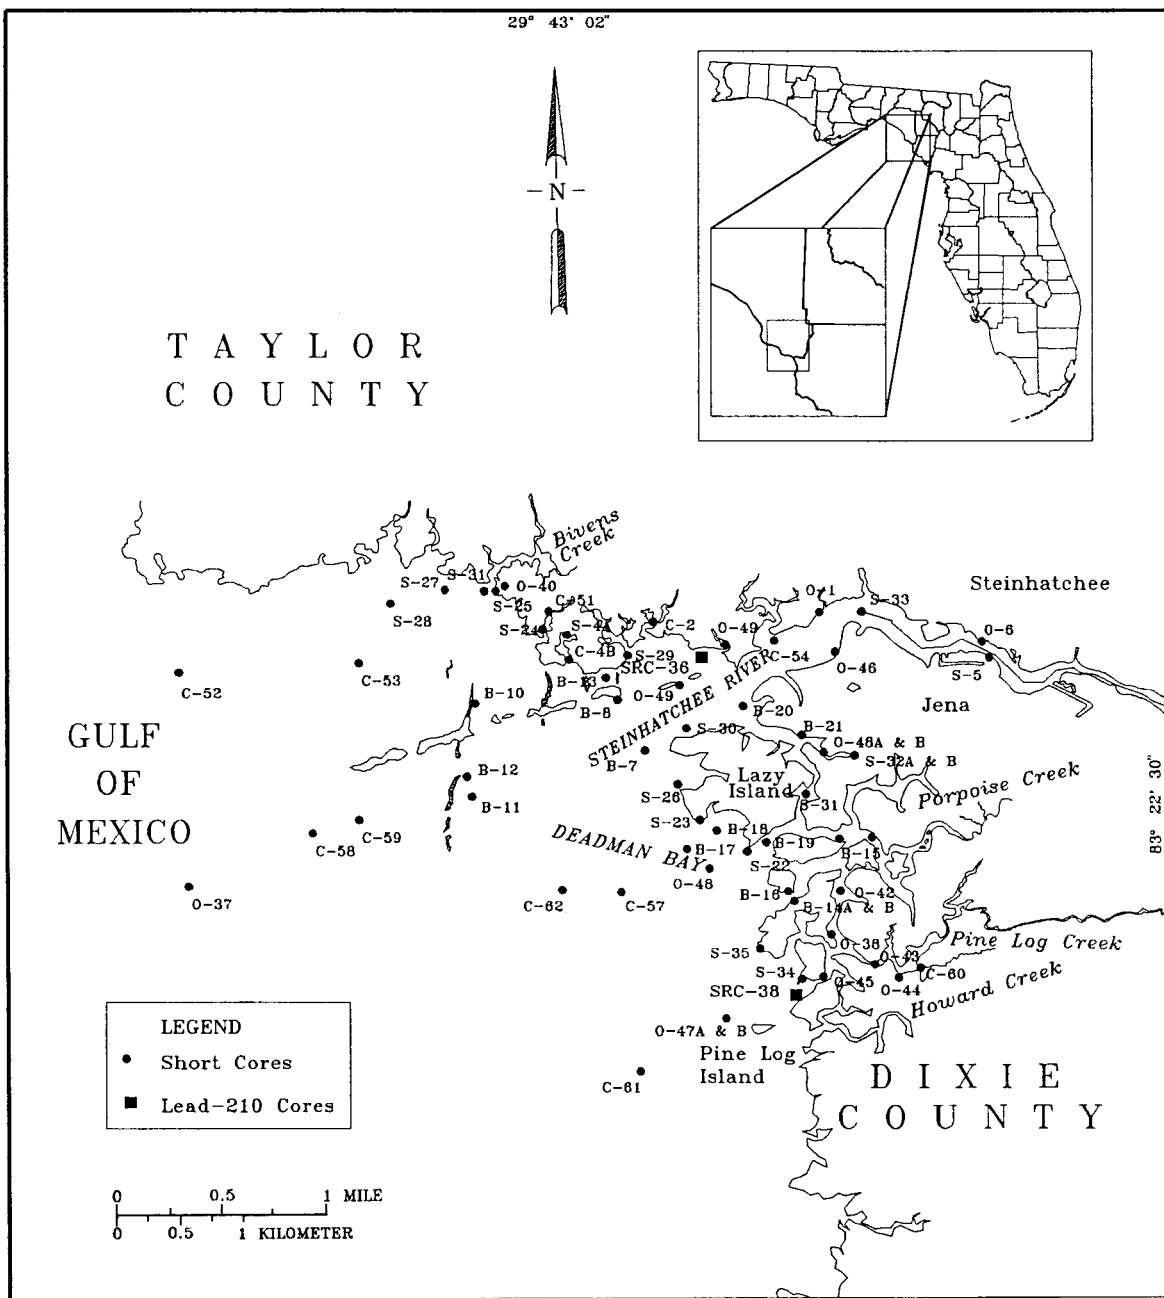 29° 43' 02"
N
TAYLOR
COUNTY
Bivens
Creek
S-27
S-31
O-40
S-28
S-25
C-51
S-24
S-4A
C-4B
S-29
C-2
SRC-36
O-49
C-54
O-1
S-33
Steinhatchee
O-6
S-5
O-46
Jena
C-52
C-53
B-10
B-13
B-8
O-49
STEINHATCHEE RIVER
B-20
S-30
B-7
B-21
O-48A & B
S-32A & B
GULF
OF
MEXICO
B-12
B-11
Lazy
Island
S-26
S-31
Porpoise Creek
83° 22' 30"
S-23
B-18
B-17
B-19
B-15
S-22
DEADMAN BAY
O-48
C-58
C-59
O-37
C-62
C-57
B-16
O-42
B-14A & B
O-38
S-35
S-34
O-43
C-60
O-45
O-44
Pine Log Creek
Howard Creek
SRC-38
O-47A & B
Pine Log
Island
C-61
DIXIE
COUNTY
LEGEND
Short Cores
Lead-210 Cores
0 0.5 1 MILE
0 0.5 1 KILOMETER